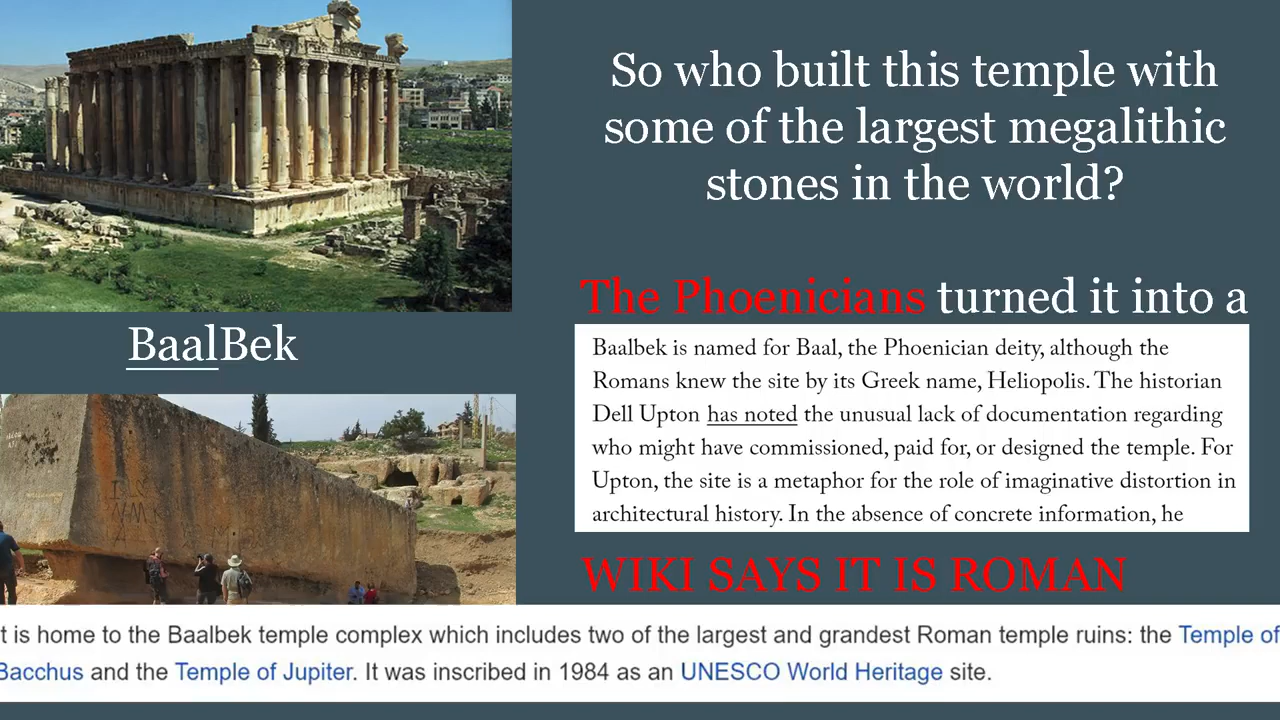 So who built this temple with
some of the largest megalithic
stones in the world?
The Phoenicians turned it into a
BaalBek
Baalbek is named for Baal, the Phoenician deity, although the
Romans knew the site by its Greek name, Heliopolis. The historian
Dell Upton has noted the unusual lack of documentation regarding
who might have commissioned, paid for, or designed the temple. For
Upton, the site is a metaphor for the role of imaginative distortion in
architectural history. In the absence of concrete information, he
WIKI SAYS IT IS ROMAN
t is home to the Baalbek temple complex which includes two of the largest and grandest Roman temple ruins: the Temple of
Bacchus and the Temple of Jupiter. It was inscribed in 1984 as an UNESCO World Heritage site.